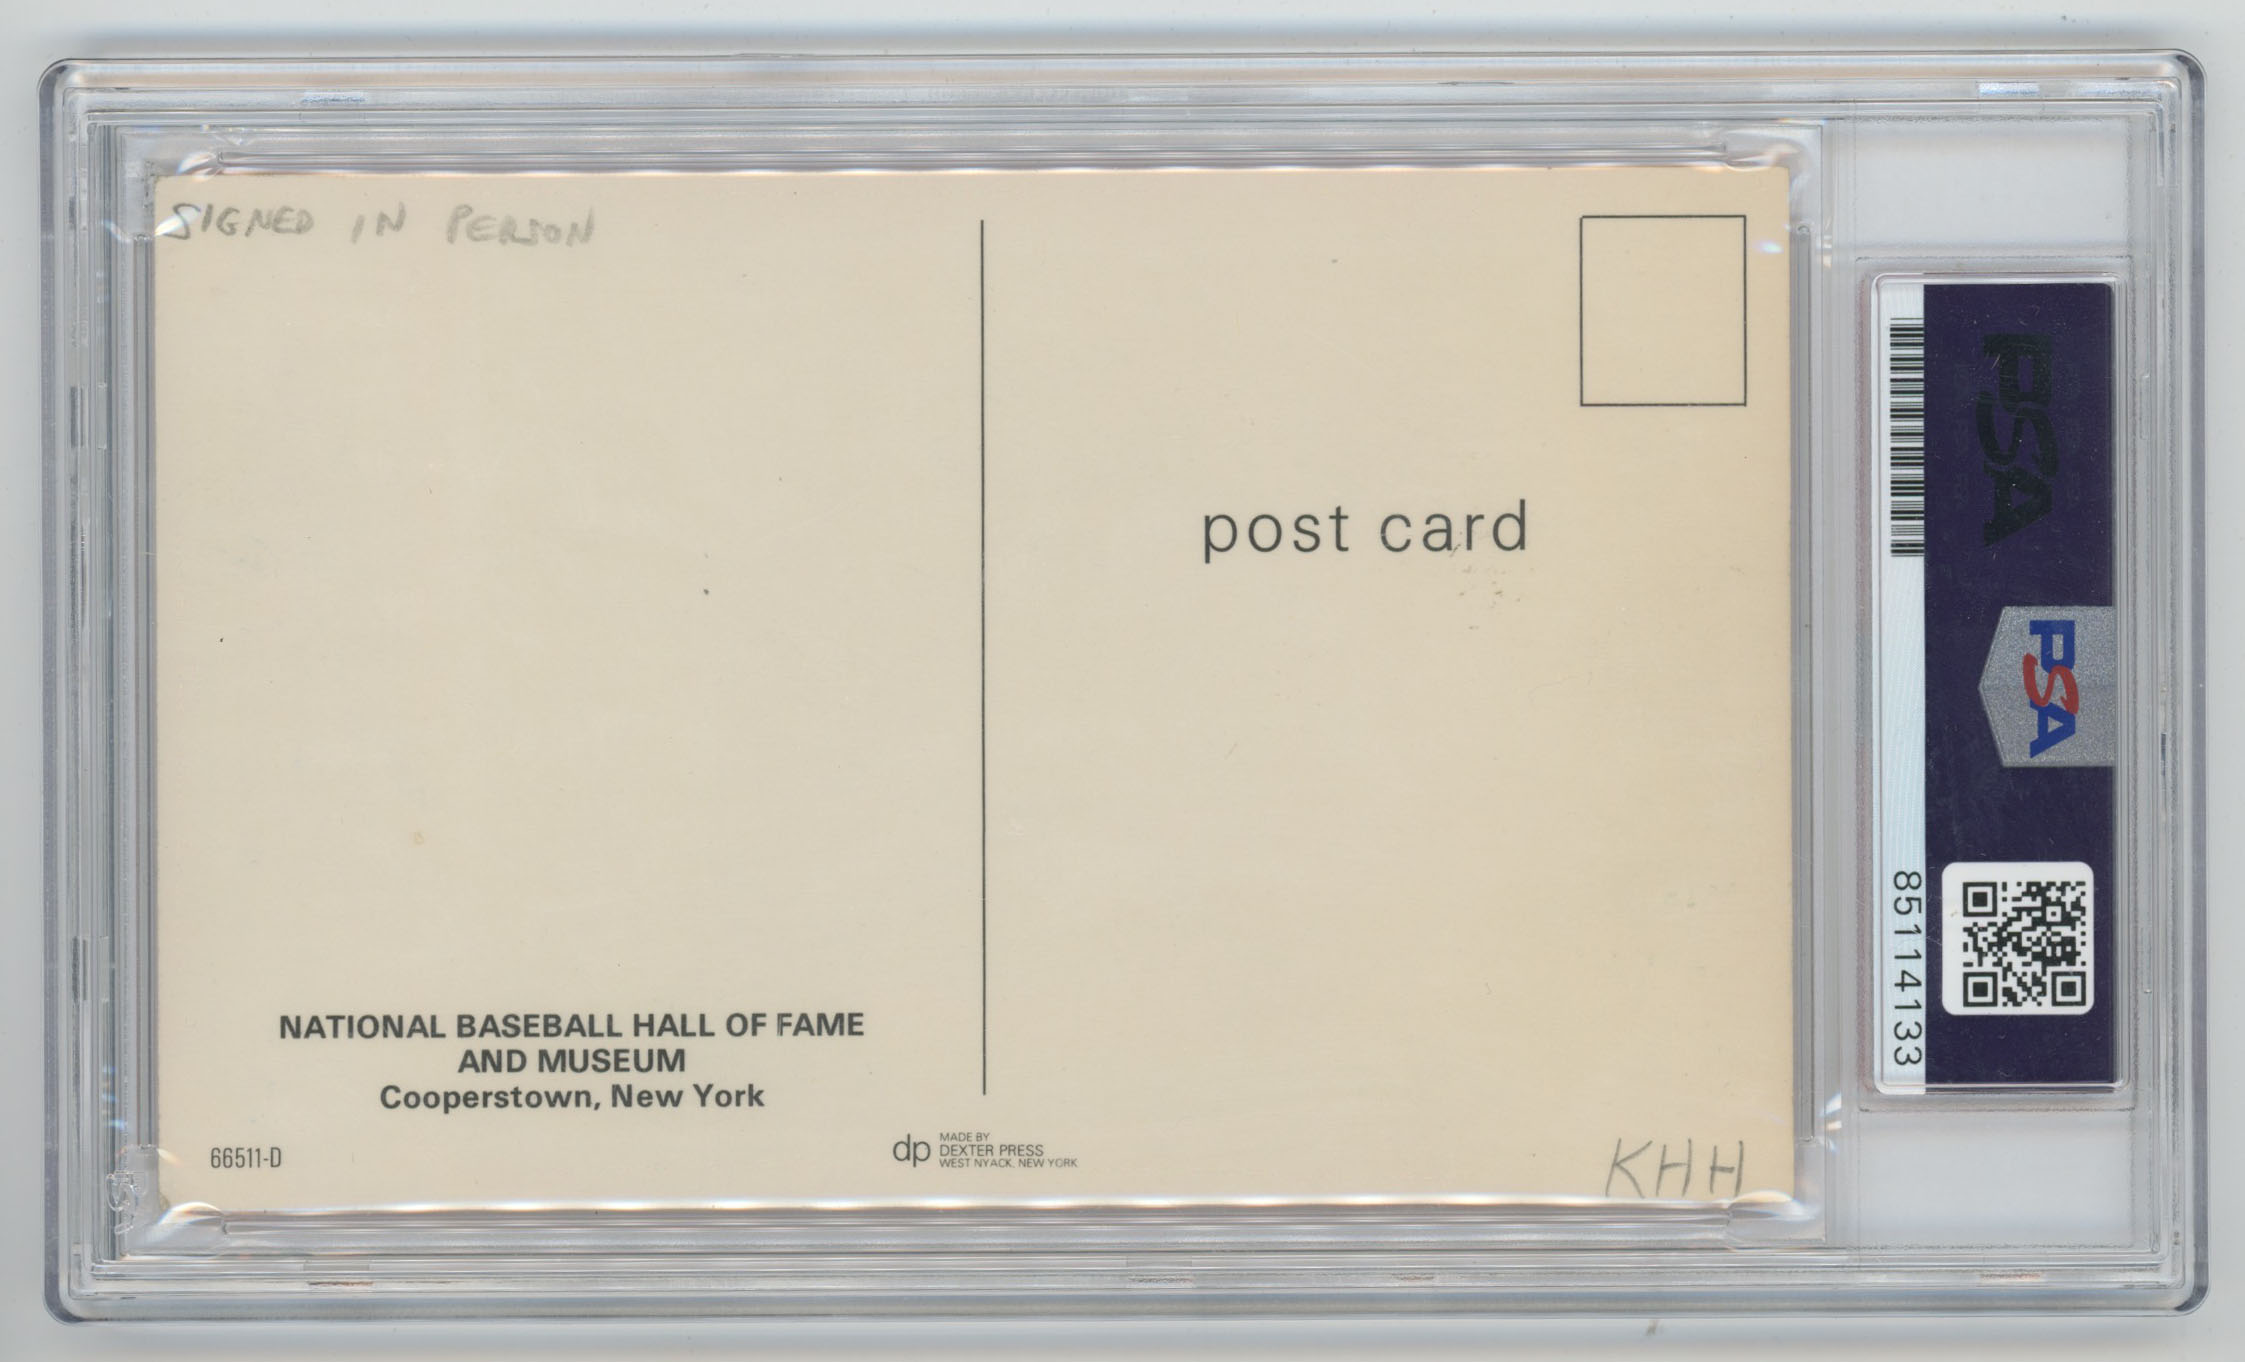 SIGNED IN PERSON
post card
NATIONAL BASEBALL HALL OF FAME
AND MUSEUM
Cooperstown, New York
66511-D
dp MADE BY
DEXTER PRESS
WEST NYACK, NEW YORK
KHH
PSA
PSA
85114133